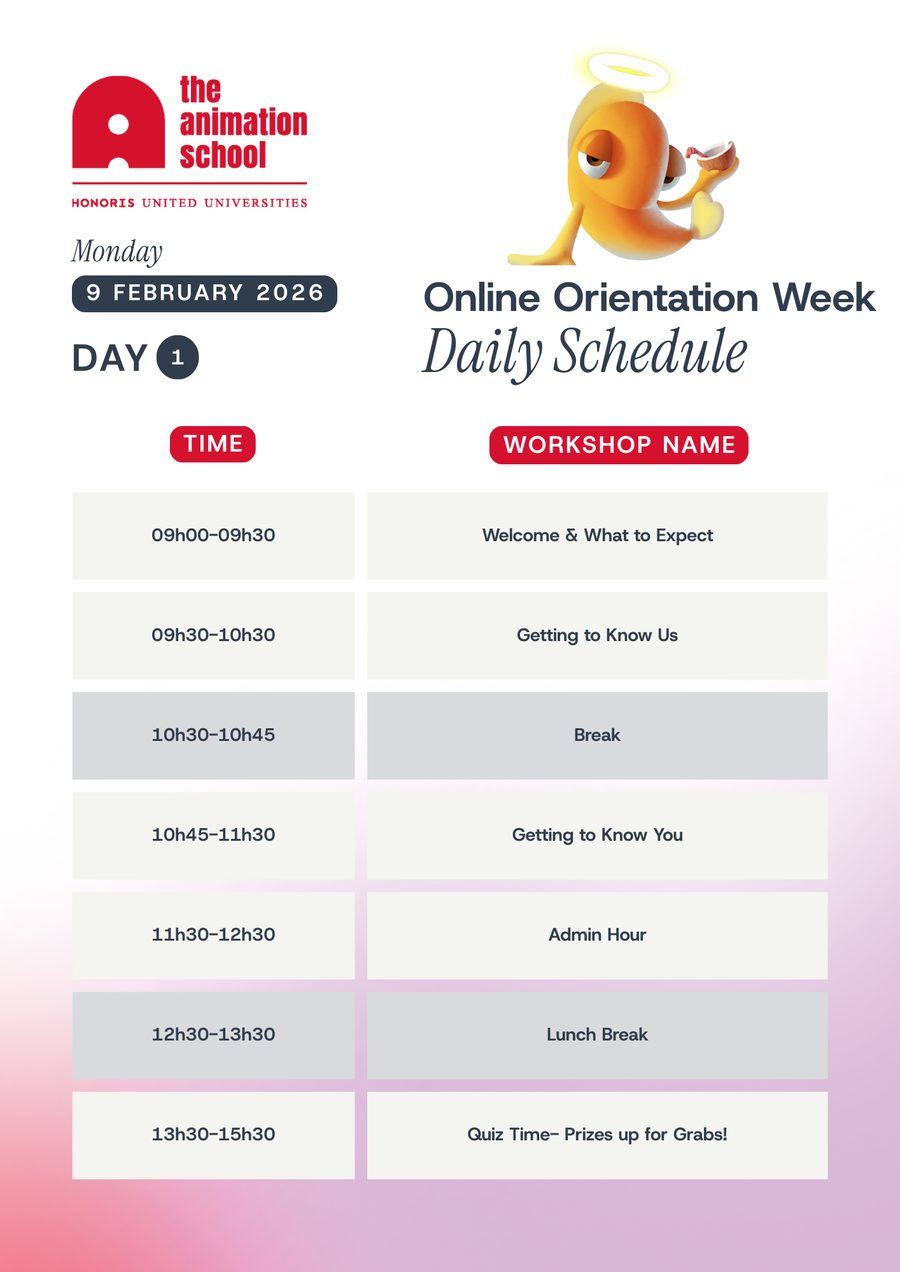 the
animation
school
HONORIS UNITED UNIVERSITIES
Monday
9 FEBRUARY 2026
DAY 1
Online Orientation Week
Daily Schedule
TIME WORKSHOP NAME
09h00–09h30 Welcome & What to Expect
09h30–10h30 Getting to Know Us
10h30–10h45 Break
10h45–11h30 Getting to Know You
11h30–12h30 Admin Hour
12h30–13h30 Lunch Break
13h30–15h30 Quiz Time– Prizes up for Grabs!